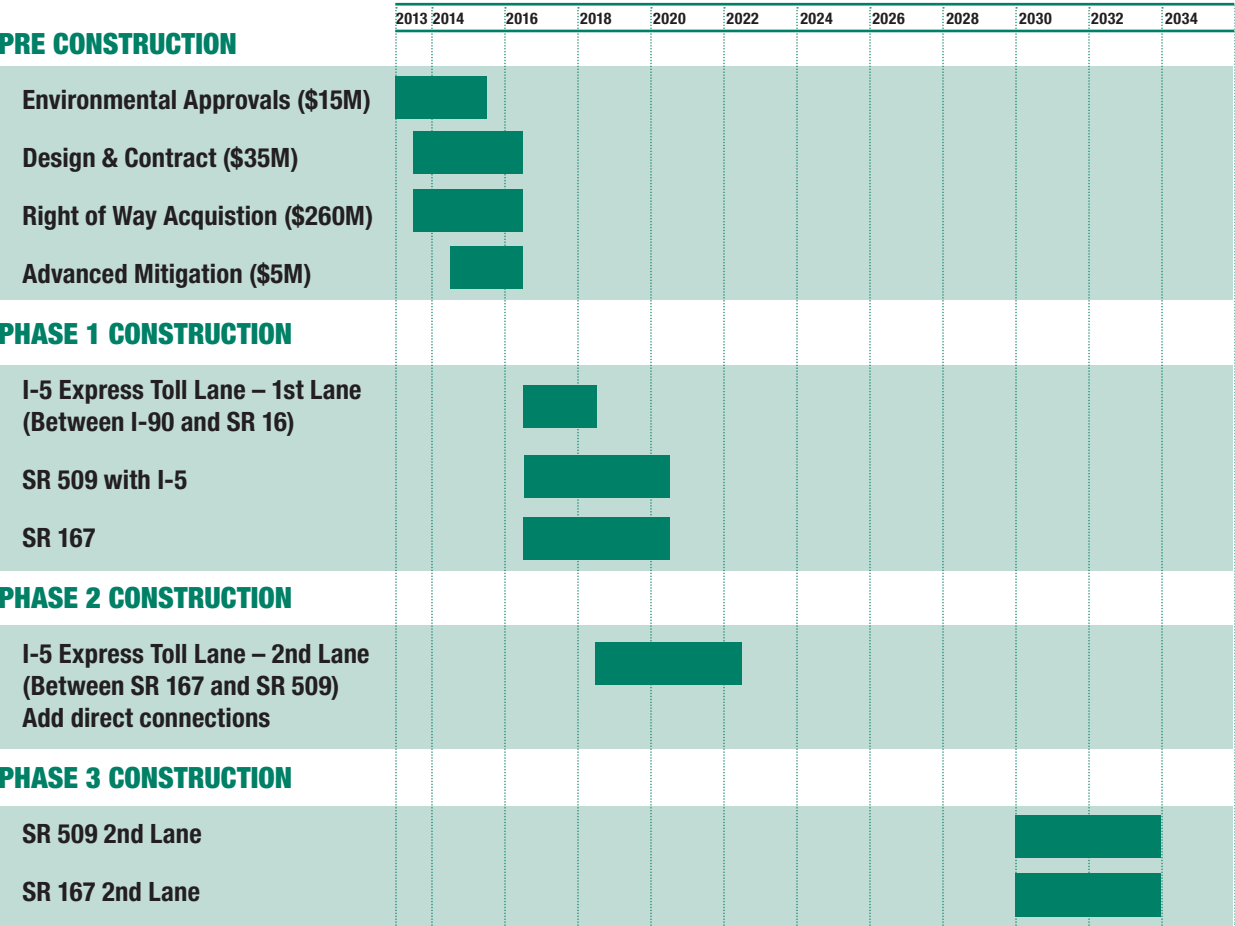 2013 2014 2016 2018 2020 2022 2024 2026 2028 2030 2032 2034
PRE CONSTRUCTION
Environmental Approvals ($15M)
Design & Contract ($35M)
Right of Way Acquistion ($260M)
Advanced Mitigation ($5M)
PHASE 1 CONSTRUCTION
I-5 Express Toll Lane – 1st Lane
(Between I-90 and SR 16)
SR 509 with I-5
SR 167
PHASE 2 CONSTRUCTION
I-5 Express Toll Lane – 2nd Lane
(Between SR 167 and SR 509)
Add direct connections
PHASE 3 CONSTRUCTION
SR 509 2nd Lane
SR 167 2nd Lane